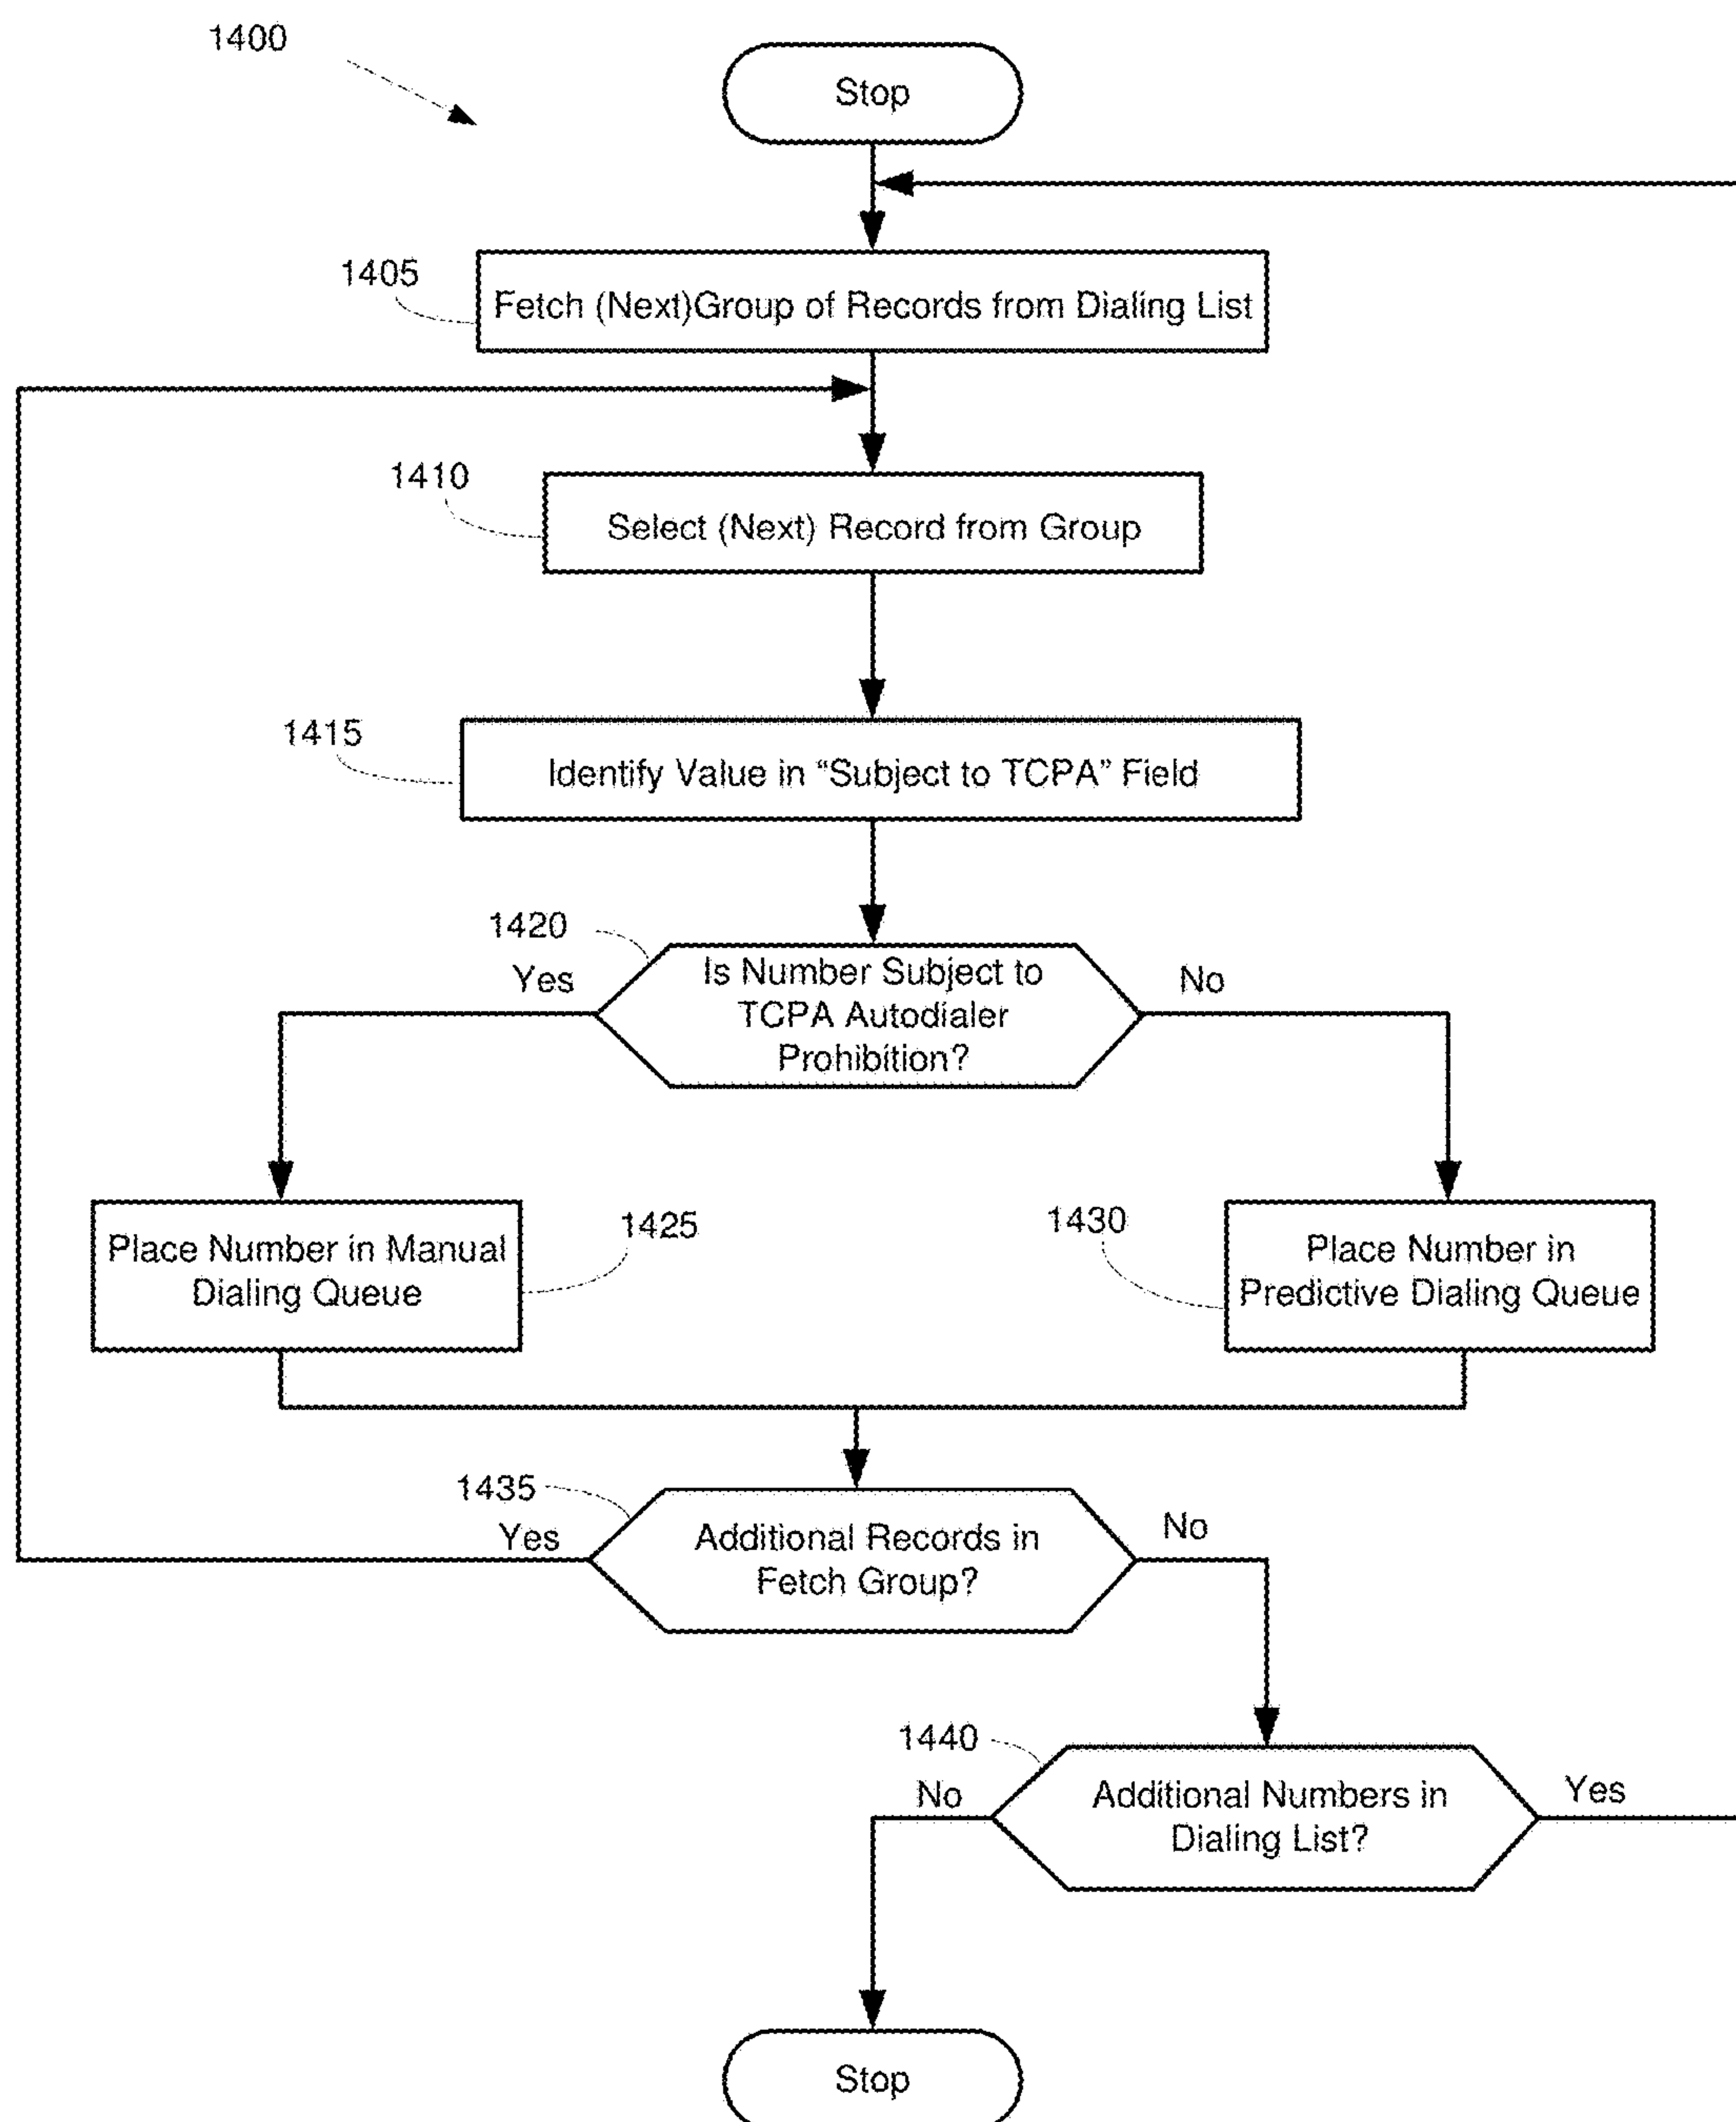 1400
Stop
1405
Fetch (Next)Group of Records from Dialing List
1410
Select (Next) Record from Group
1415
Identify Value in “Subject to TCPA” Field
1420
Yes
Is Number Subject to
TCPA Autodialer
Prohibition?
No
Place Number in Manual
Dialing Queue
1425
1430
Place Number in
Predictive Dialing Queue
1435
Yes
Additional Records in
Fetch Group?
No
1440
No
Additional Numbers in
Dialing List?
Yes
Stop